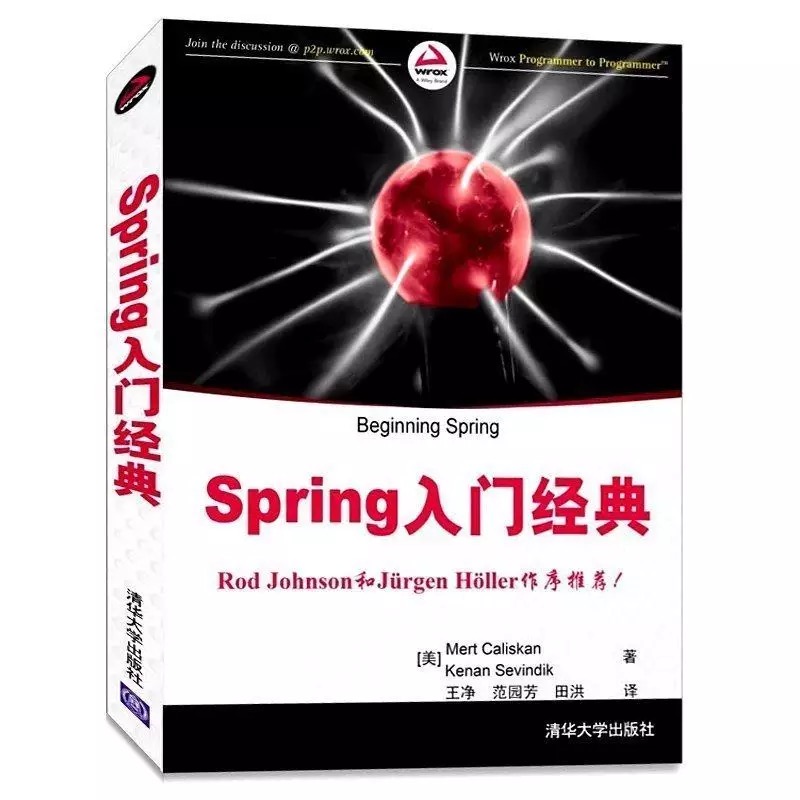 Join the discussion @ p2p.wrox.com
wrox
A Wiley Brand
Wrox Programmer to Programmer™
wrox
Spring入门经典
清华大学出版社
Beginning Spring
Spring入门经典
Rod Johnson和Jürgen Höller作序推荐!
[美] Mert Caliskan
Kenan Sevindik 著
王净 范园芳 田洪 译
清华大学出版社